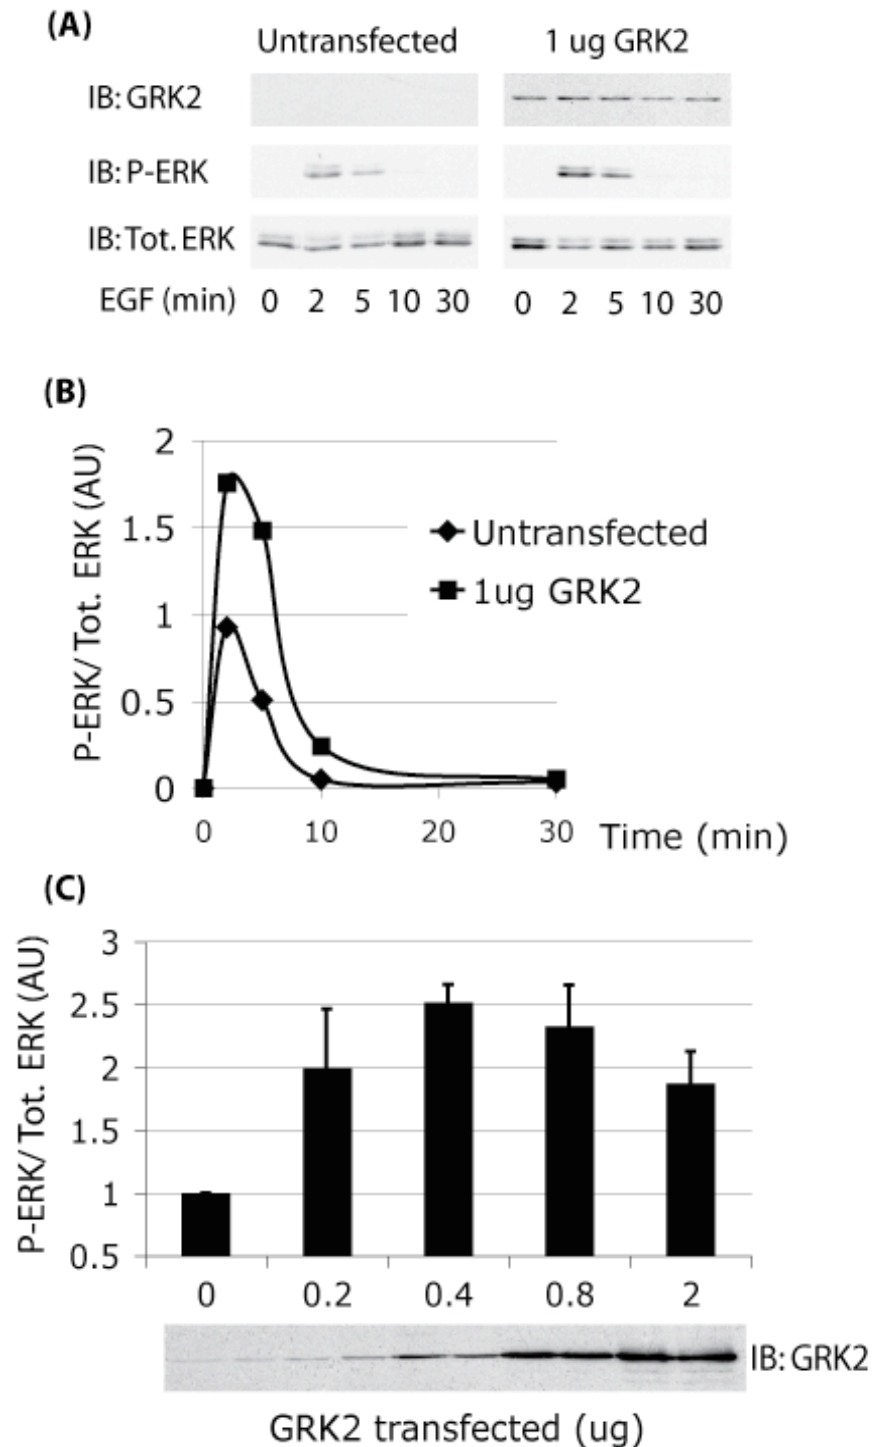 (A)
Untransfected 1 ug GRK2
IB: GRK2
IB: P-ERK
IB: Tot. ERK
EGF (min) 0 2 5 10 30 0 2 5 10 30
(B)
P-ERK/ Tot. ERK (AU)
2
1.5
1
0.5
0
Untransfected
1ug GRK2
0 10 20 30 Time (min)
(C)
P-ERK/ Tot. ERK (AU)
3
2.5
2
1.5
1
0.5
0 0.2 0.4 0.8 2
IB: GRK2
GRK2 transfected (ug)